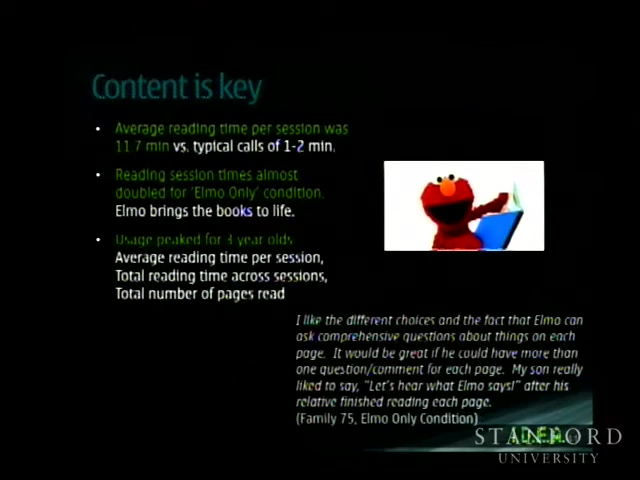 Content is key
• Average reading time per session was
11.7 min vs. typical calls of 1-2 min.
• Reading session times almost
doubled for 'Elmo Only' condition.
Elmo brings the books to life.
• Usage peaked for 3 year olds
Average reading time per session,
Total reading time across sessions,
Total number of pages read
I like the different choices and the fact that Elmo can
ask comprehensive questions about things on each
page. It would be great if he could have more than
one question/comment for each page. My son really
liked to say, "Let's hear what Elmo says!" after his
relative finished reading each page.
(Family 75, Elmo Only Condition)
STANFORD
UNIVERSITY